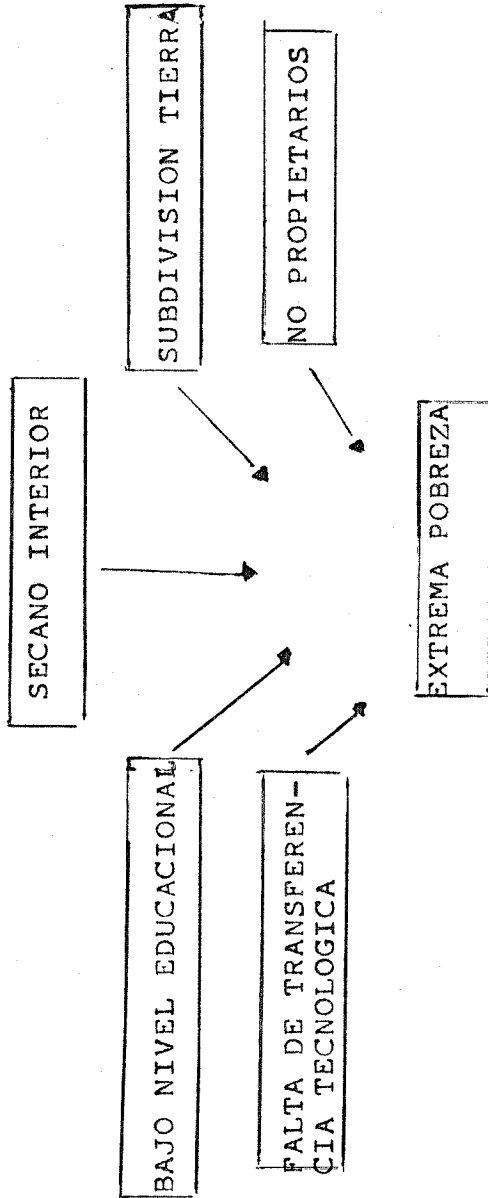 SECANO INTERIOR
BAJO NIVEL EDUCACIONAL
SUBDIVISION TIERRA
FALTA DE TRANSFEREN-
CIA TECNOLOGICA
NO PROPIETARIOS
EXTREMA POBREZA